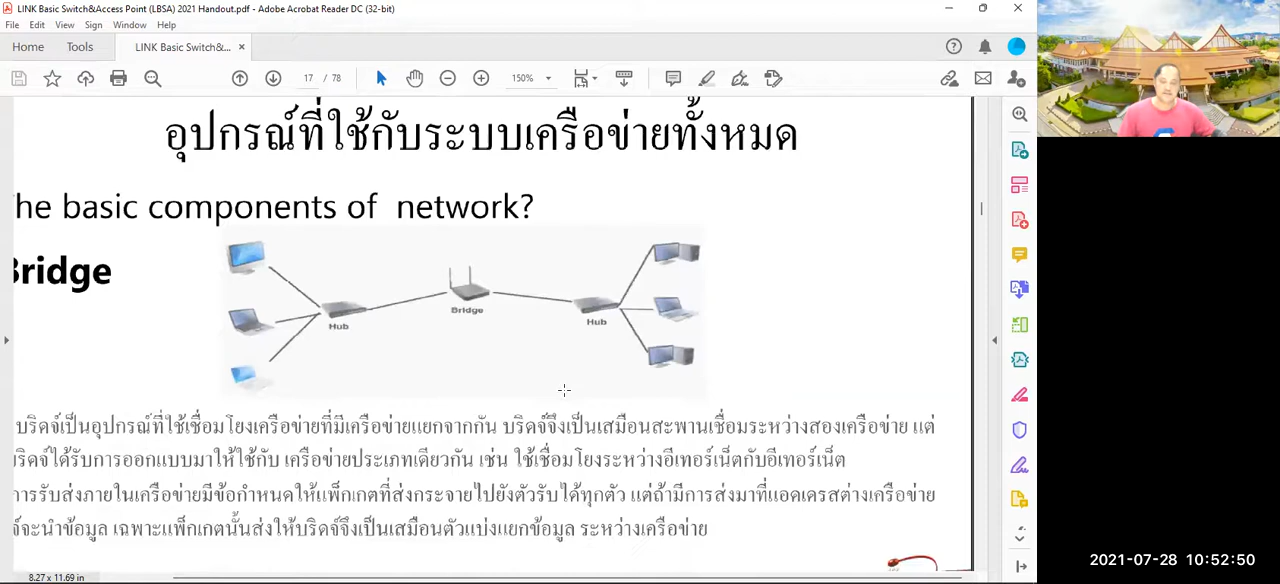 LINK Basic Switch&Access Point (LBSA) 2021 Handout.pdf - Adobe Acrobat Reader DC (32-bit)
File Edit View Sign Window Help
Home Tools LINK Basic Switch&... ×
17 / 78 150%
อุปกรณ์ที่ใช้กับระบบเครือข่ายทั้งหมด
he basic components of network?
Bridge
Hub
Bridge
Hub
บริดจ์เป็นอุปกรณ์ที่ใช้เชื่อมโยงเครือข่ายที่มีเครือข่ายแยกจากกัน บริดจ์จึงเป็นเสมือนสะพานเชื่อมระหว่างสองเครือข่าย แต่
บริดจ์ได้รับการออกแบบมาให้ใช้กับ เครือข่ายประเภทเดียวกัน เช่น ใช้เชื่อมโยงระหว่างอีเทอร์เน็ตกับอีเทอร์เน็ต
การรับส่งภายในเครือข่ายมีข้อกำหนดให้แพ็กเกตที่ส่งกระจายไปยังตัวรับได้ทุกตัว แต่ถ้ามีการส่งมาที่แอดเดรสต่างเครือข่าย
จ์จะนำข้อมูล เฉพาะแพ็กเกตนั้นส่งให้บริดจ์จึงเป็นเสมือนตัวแบ่งแยกข้อมูล ระหว่างเครือข่าย
8.27 x 11.69 in
2021-07-28 10:52:50